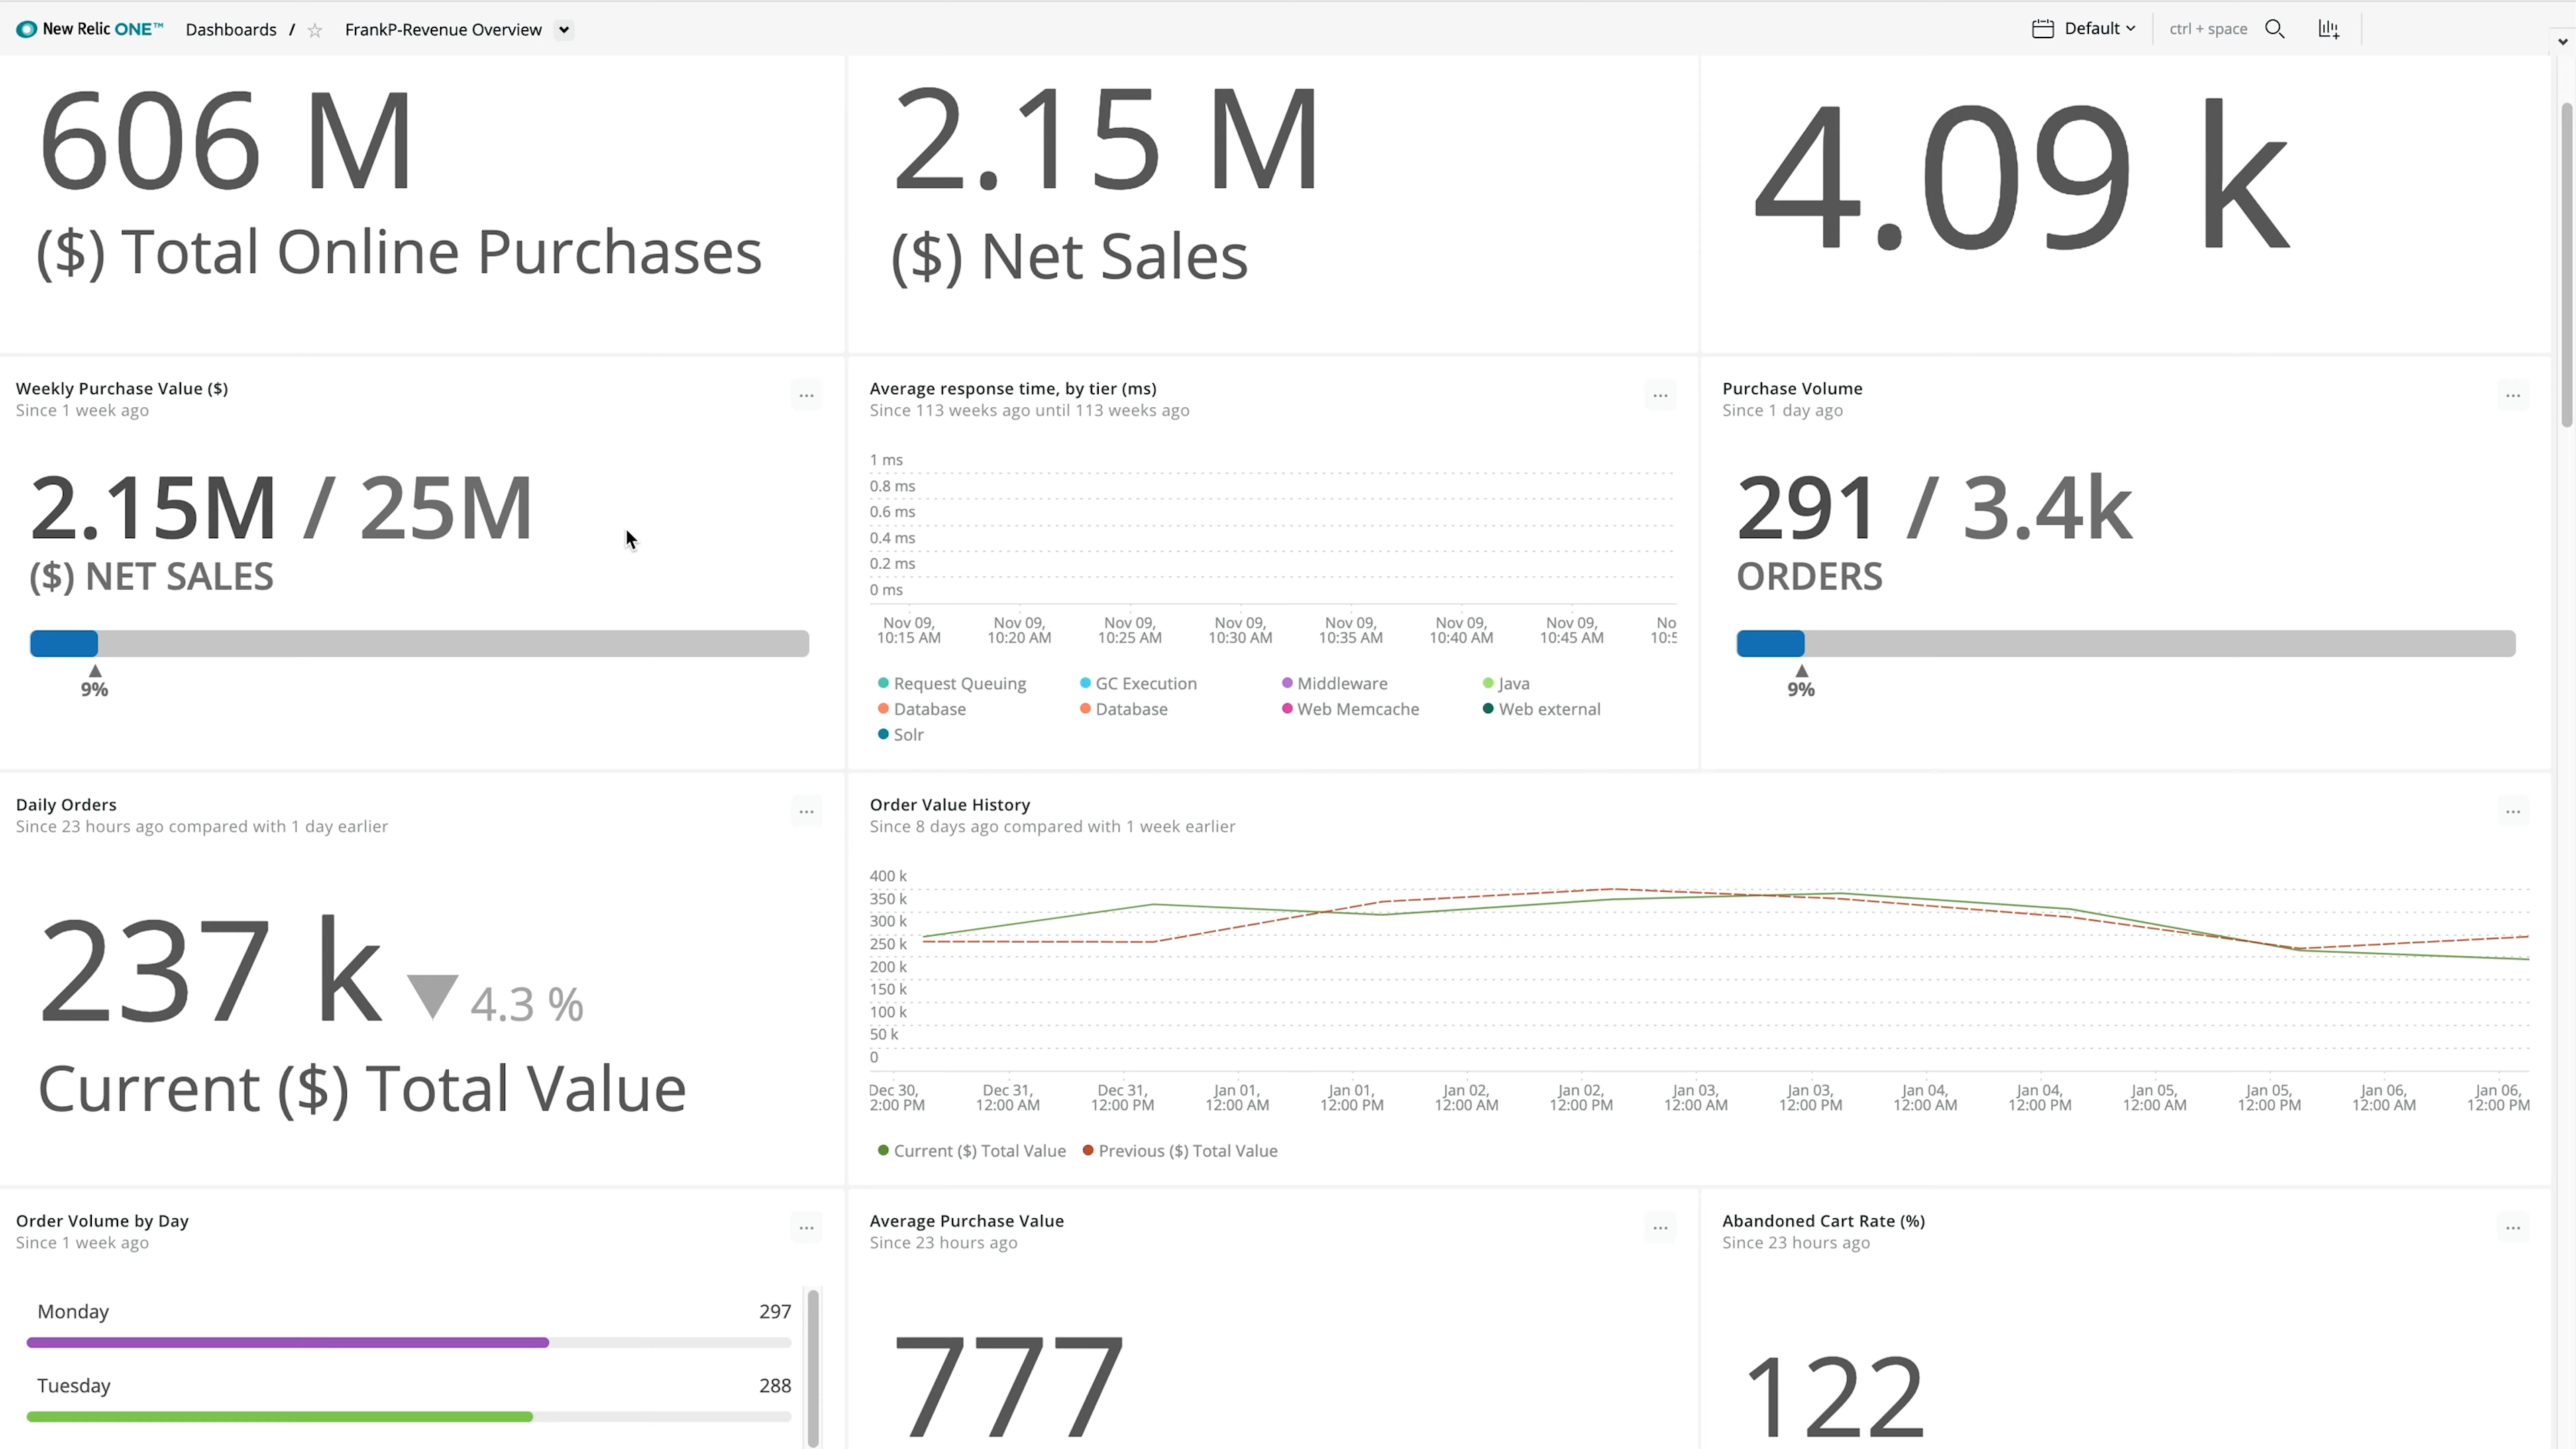 New Relic ONE™ Dashboards / FrankP-Revenue Overview Default ctrl + space
606 M
($) Total Online Purchases
2.15 M
($) Net Sales
4.09 k
Weekly Purchase Value ($)
Since 1 week ago
2.15M / 25M
($) NET SALES
9%
Average response time, by tier (ms)
Since 113 weeks ago until 113 weeks ago
1 ms
0.8 ms
0.6 ms
0.4 ms
0.2 ms
0 ms
Nov 09, Nov 09, Nov 09, Nov 09, Nov 09, Nov 09, Nov 09, No
10:15 AM 10:20 AM 10:25 AM 10:30 AM 10:35 AM 10:40 AM 10:45 AM 10:5
Request Queuing GC Execution Middleware Java
Database Database Web Memcache Web external
Solr
Purchase Volume
Since 1 day ago
291 / 3.4k
ORDERS
9%
Daily Orders
Since 23 hours ago compared with 1 day earlier
237 k 4.3 %
Current ($) Total Value
Order Value History
Since 8 days ago compared with 1 week earlier
400 k
350 k
300 k
250 k
200 k
150 k
100 k
50 k
0
Dec 30, Dec 31, Dec 31, Jan 01, Jan 01, Jan 02, Jan 02, Jan 03, Jan 03, Jan 04, Jan 04, Jan 05, Jan 05, Jan 06, Jan 06,
2:00 PM 12:00 AM 12:00 PM 12:00 AM 12:00 PM 12:00 AM 12:00 PM 12:00 AM 12:00 PM 12:00 AM 12:00 PM 12:00 AM 12:00 PM 12:00 AM 12:00 PM
Current ($) Total Value Previous ($) Total Value
Order Volume by Day
Since 1 week ago
Monday 297
Tuesday 288
Average Purchase Value
Since 23 hours ago
777
Abandoned Cart Rate (%)
Since 23 hours ago
122